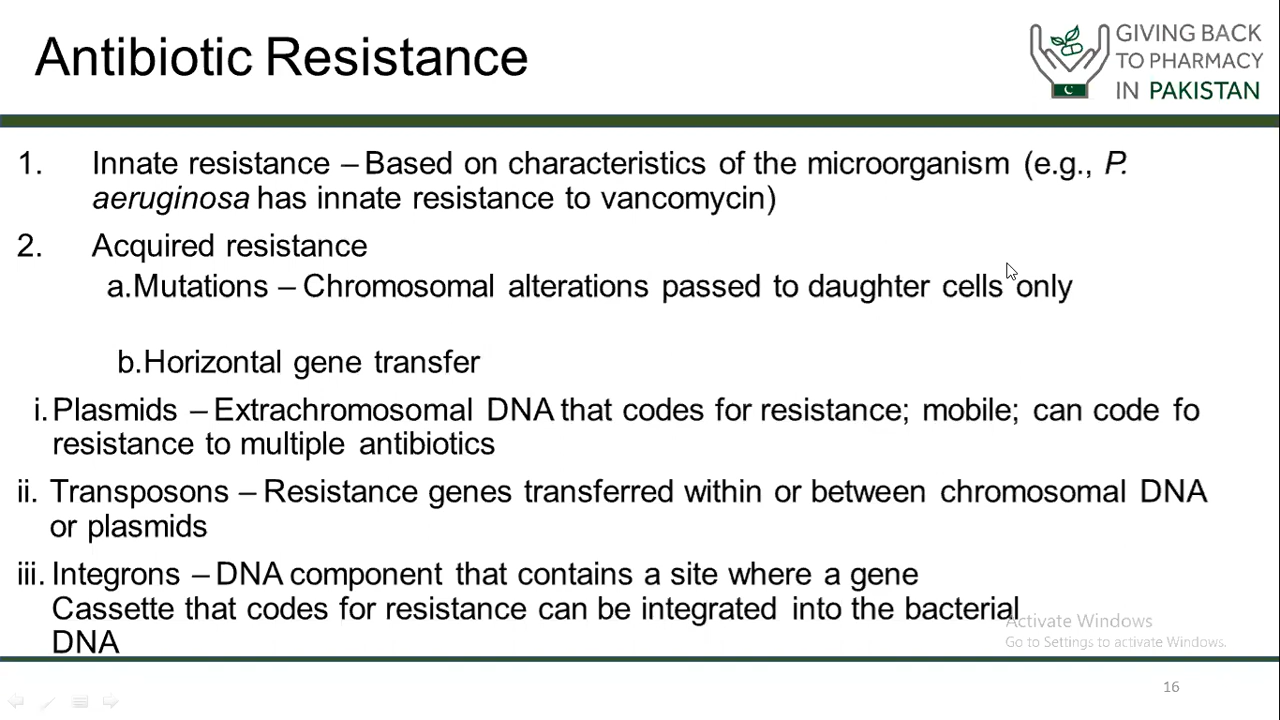 Antibiotic Resistance
GIVING BACK
TO PHARMACY
IN PAKISTAN
1. Innate resistance – Based on characteristics of the microorganism (e.g., P.
aeruginosa has innate resistance to vancomycin)
2. Acquired resistance
a.Mutations – Chromosomal alterations passed to daughter cells only
b.Horizontal gene transfer
i. Plasmids – Extrachromosomal DNA that codes for resistance; mobile; can code fo
resistance to multiple antibiotics
ii. Transposons – Resistance genes transferred within or between chromosomal DNA
or plasmids
iii. Integrons – DNA component that contains a site where a gene
Cassette that codes for resistance can be integrated into the bacterial
DNA
Activate Windows
Go to Settings to activate Windows.
16